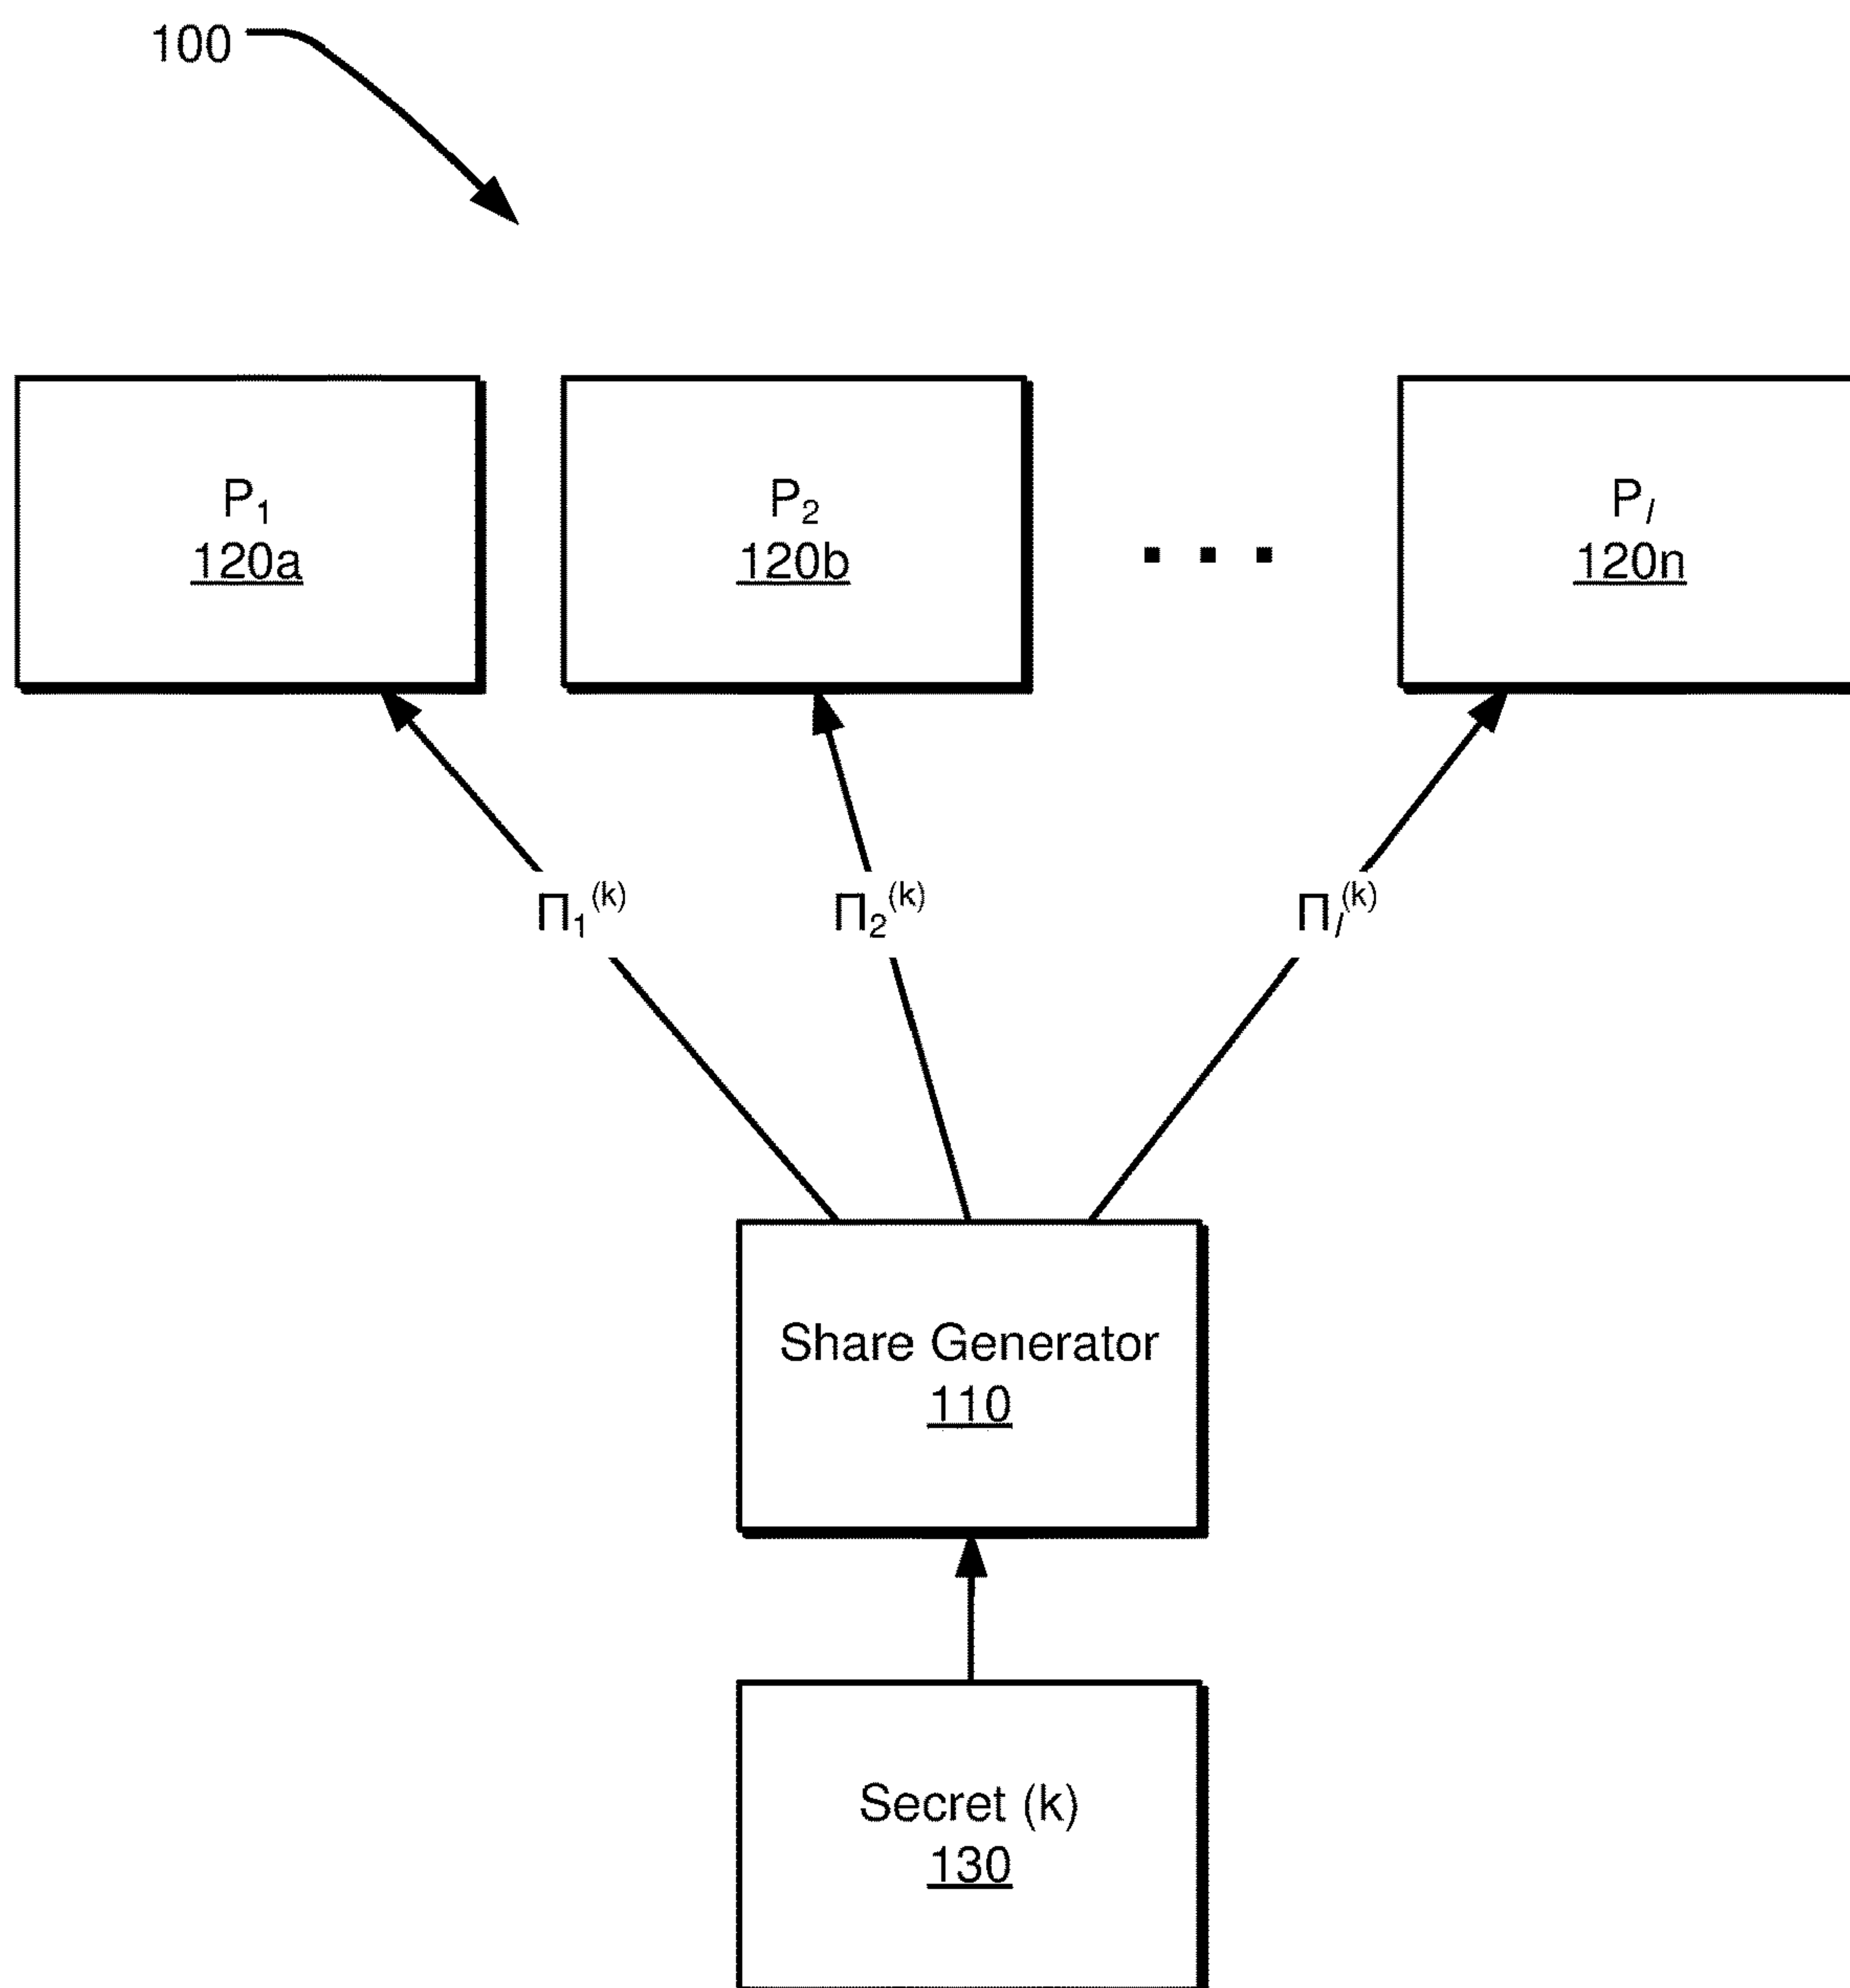 100
P₁
120a
P₂
120b
. . .
Pₗ
120n
Π₁⁽ᵏ⁾
Π₂⁽ᵏ⁾
Πₗ⁽ᵏ⁾
Share Generator
110
Secret (k)
130